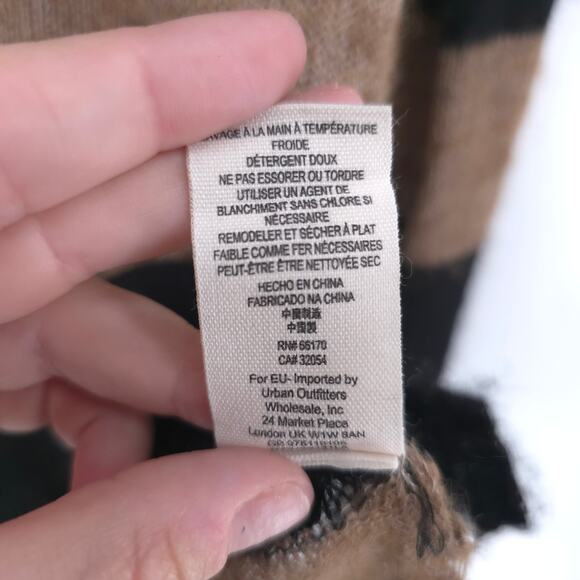 LAVAGE À LA MAIN À TEMPÉRATURE
FROIDE
DÉTERGENT DOUX
NE PAS ESSORER OU TORDRE
UTILISER UN AGENT DE
BLANCHIMENT SANS CHLORE SI
NÉCESSAIRE
REMODELER ET SÈCHER À PLAT
FAIBLE COMME FER NÉCESSAIRES
PEUT-ÊTRE ÊTRE NETTOYÉE SEC
HECHO EN CHINA
FABRICADO NA CHINA
中國制造
中国製
RN# 66170
CA# 32054
For EU- Imported by
Urban Outfitters
Wholesale, Inc
24 Market Place
London UK W1W 8AN